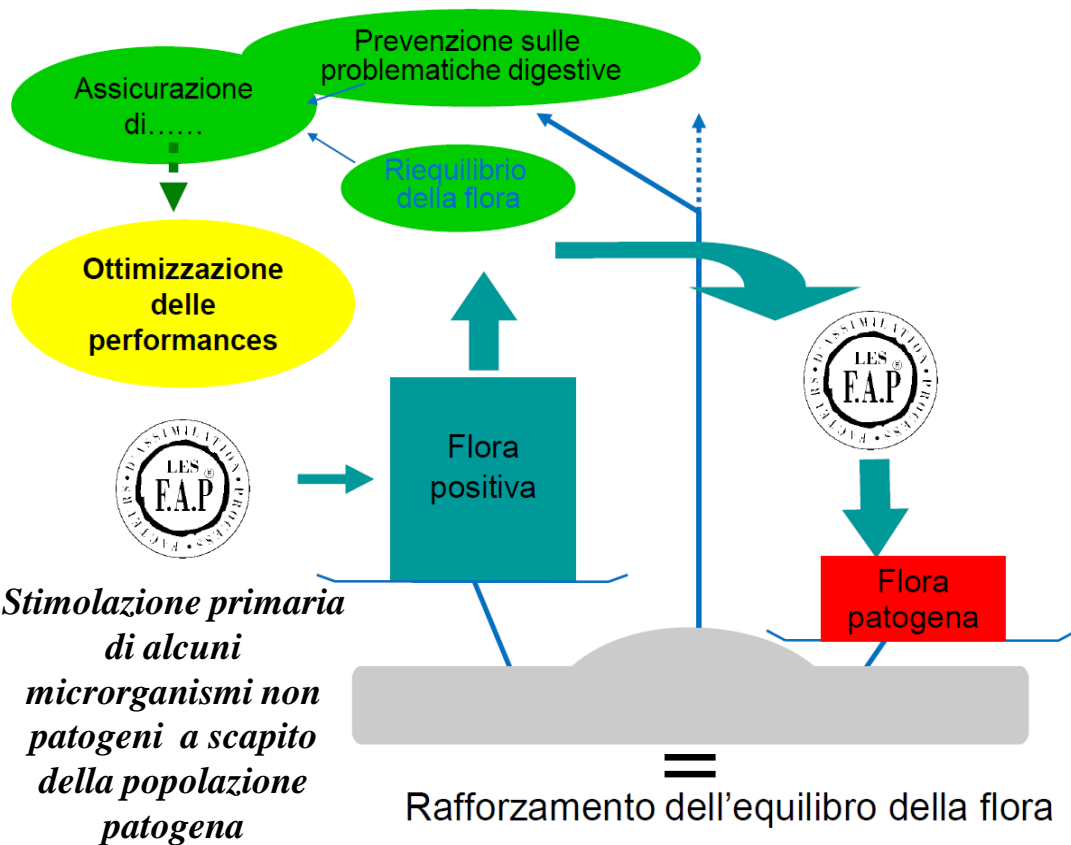 Prevenzione sulle
problematiche digestive
Assicurazione
di……
Riequilibrio
della flora
Ottimizzazione
delle
performances
LES
F.A.P
®
FACTEURS • D'ASSIMILATION • PROCESS •
LES
F.A.P
®
FACTEURS • D'ASSIMILATION • PROCESS •
Flora
positiva
Flora
patogena
Stimolazione primaria
di alcuni
microrganismi non
patogeni a scapito
della popolazione
patogena
=
Rafforzamento dell'equilibro della flora